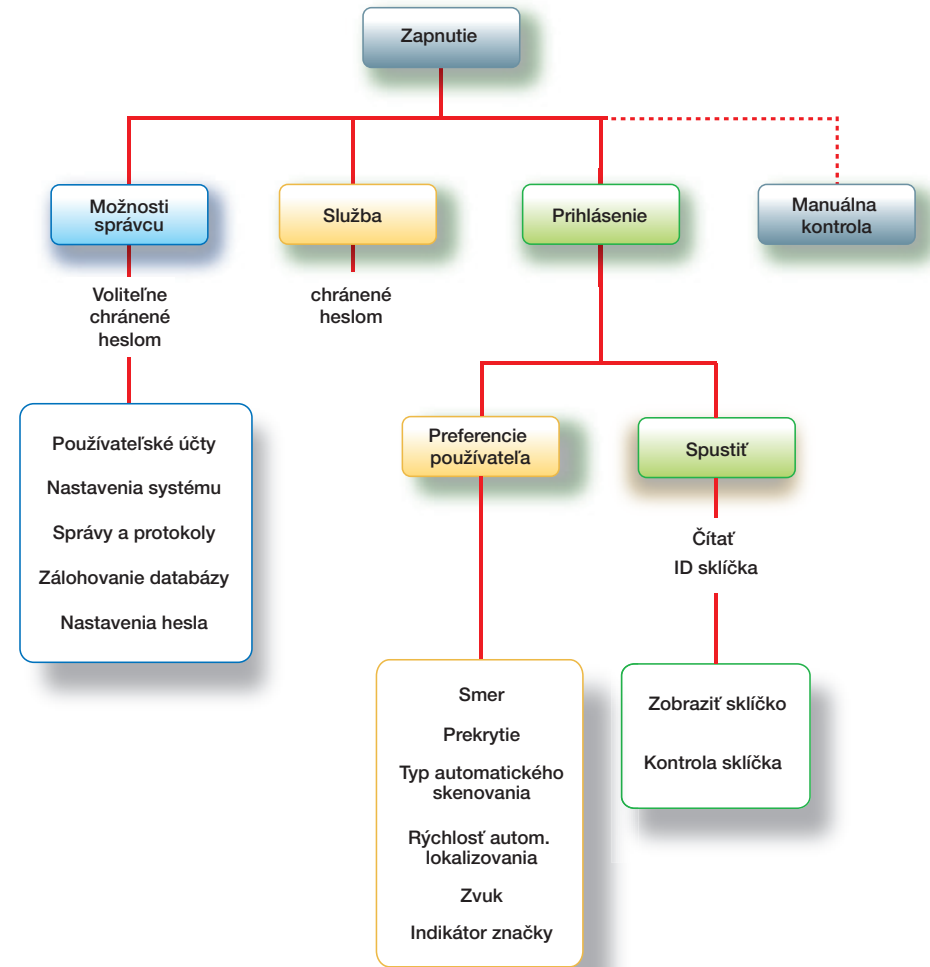 Zapnutie
Možnosti
správcu
Služba
Prihlásenie
Manuálna
kontrola
Voliteľne
chránené
heslom
chránené
heslom
Používateľské účty
Nastavenia systému
Správy a protokoly
Zálohovanie databázy
Nastavenia hesla
Preferencie
používateľa
Spustiť
Čítať
ID sklíčka
Smer
Prekrytie
Typ automatického
skenovania
Rýchlosť autom.
lokalizovania
Zvuk
Indikátor značky
Zobraziť sklíčko
Kontrola sklíčka